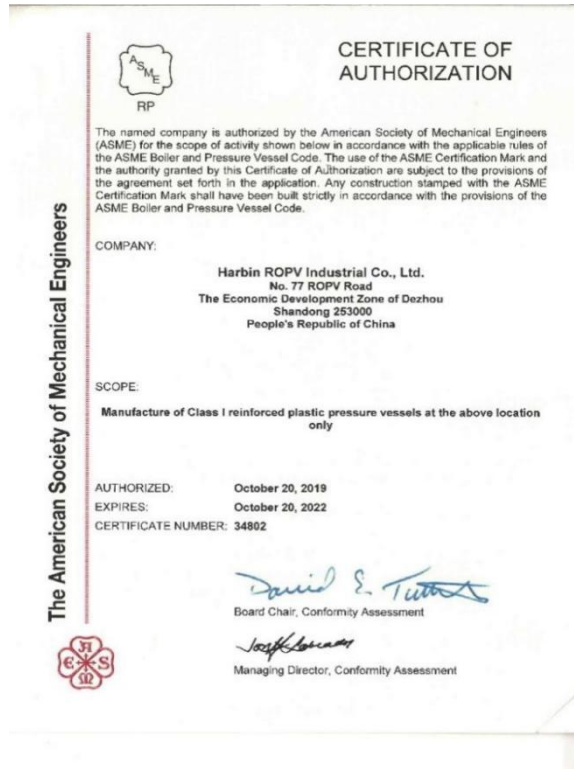 ASME
RP
CERTIFICATE OF
AUTHORIZATION
The named company is authorized by the American Society of Mechanical Engineers
(ASME) for the scope of activity shown below in accordance with the applicable rules of
the ASME Boiler and Pressure Vessel Code. The use of the ASME Certification Mark and
the authority granted by this Certificate of Authorization are subject to the provisions of
the agreement set forth in the application. Any construction stamped with the ASME
Certification Mark shall have been built strictly in accordance with the provisions of the
ASME Boiler and Pressure Vessel Code.
COMPANY:
Harbin ROPV Industrial Co., Ltd.
No. 77 ROPV Road
The Economic Development Zone of Dezhou
Shandong 253000
People's Republic of China
SCOPE:
Manufacture of Class I reinforced plastic pressure vessels at the above location
only
AUTHORIZED: October 20, 2019
EXPIRES: October 20, 2022
CERTIFICATE NUMBER: 34802
David E.
Board Chair, Conformity Assessment
Managing Director, Conformity Assessment
The American Society of Mechanical Engineers
ASME